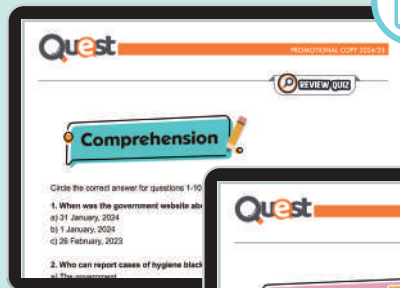 Quest
PROMOTIONAL COPY 2024/25
REVIEW QUIZ
Comprehension
Circle the correct answer for questions 1-10
1. When was the government website abo
a) 31 January, 2024
b) 1 January, 2024
c) 28 February, 2023
2. Who can report cases of hygiene black
a) The government
Quest